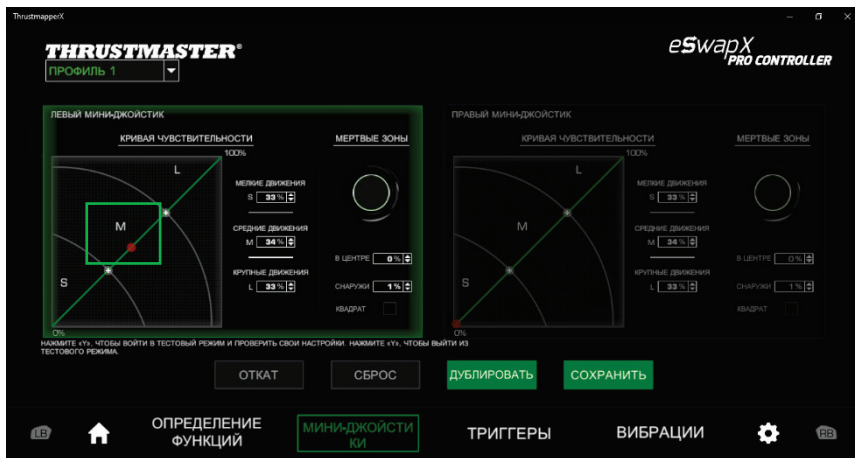 ThrustmapperX
THRUSTMASTER®
eSwapX
PRO CONTROLLER
ПРОФИЛЬ 1
ЛЕВЫЙ МИНИ-ДЖОЙСТИК
КРИВАЯ ЧУВСТВИТЕЛЬНОСТИ
МЕРТВЫЕ ЗОНЫ
100%
L
МЕЛКИЕ ДВИЖЕНИЯ
S 33 %
M
СРЕДНИЕ ДВИЖЕНИЯ
M 34 %
В ЦЕНТРЕ 0 %
КРУПНЫЕ ДВИЖЕНИЯ
S
L 33 %
СНАРУЖИ 1 %
КВАДРАТ
0%
ПРАВЫЙ МИНИ-ДЖОЙСТИК
КРИВАЯ ЧУВСТВИТЕЛЬНОСТИ
МЕРТВЫЕ ЗОНЫ
100%
L
МЕЛКИЕ ДВИЖЕНИЯ
S 33 %
M
СРЕДНИЕ ДВИЖЕНИЯ
M 34 %
В ЦЕНТРЕ 0 %
КРУПНЫЕ ДВИЖЕНИЯ
S
L 33 %
СНАРУЖИ 1 %
КВАДРАТ
0%
НАЖМИТЕ «Y», ЧТОБЫ ВОЙТИ В ТЕСТОВЫЙ РЕЖИМ И ПРОВЕРИТЬ СВОИ НАСТРОЙКИ. НАЖМИТЕ «Y», ЧТОБЫ ВЫЙТИ ИЗ
ТЕСТОВОГО РЕЖИМА.
ОТКАТ
СБРОС
ДУБЛИРОВАТЬ
СОХРАНИТЬ
LB
ОПРЕДЕЛЕНИЕ
ФУНКЦИЙ
МИНИ-ДЖОЙСТИ
КИ
ТРИГГЕРЫ
ВИБРАЦИИ
RB